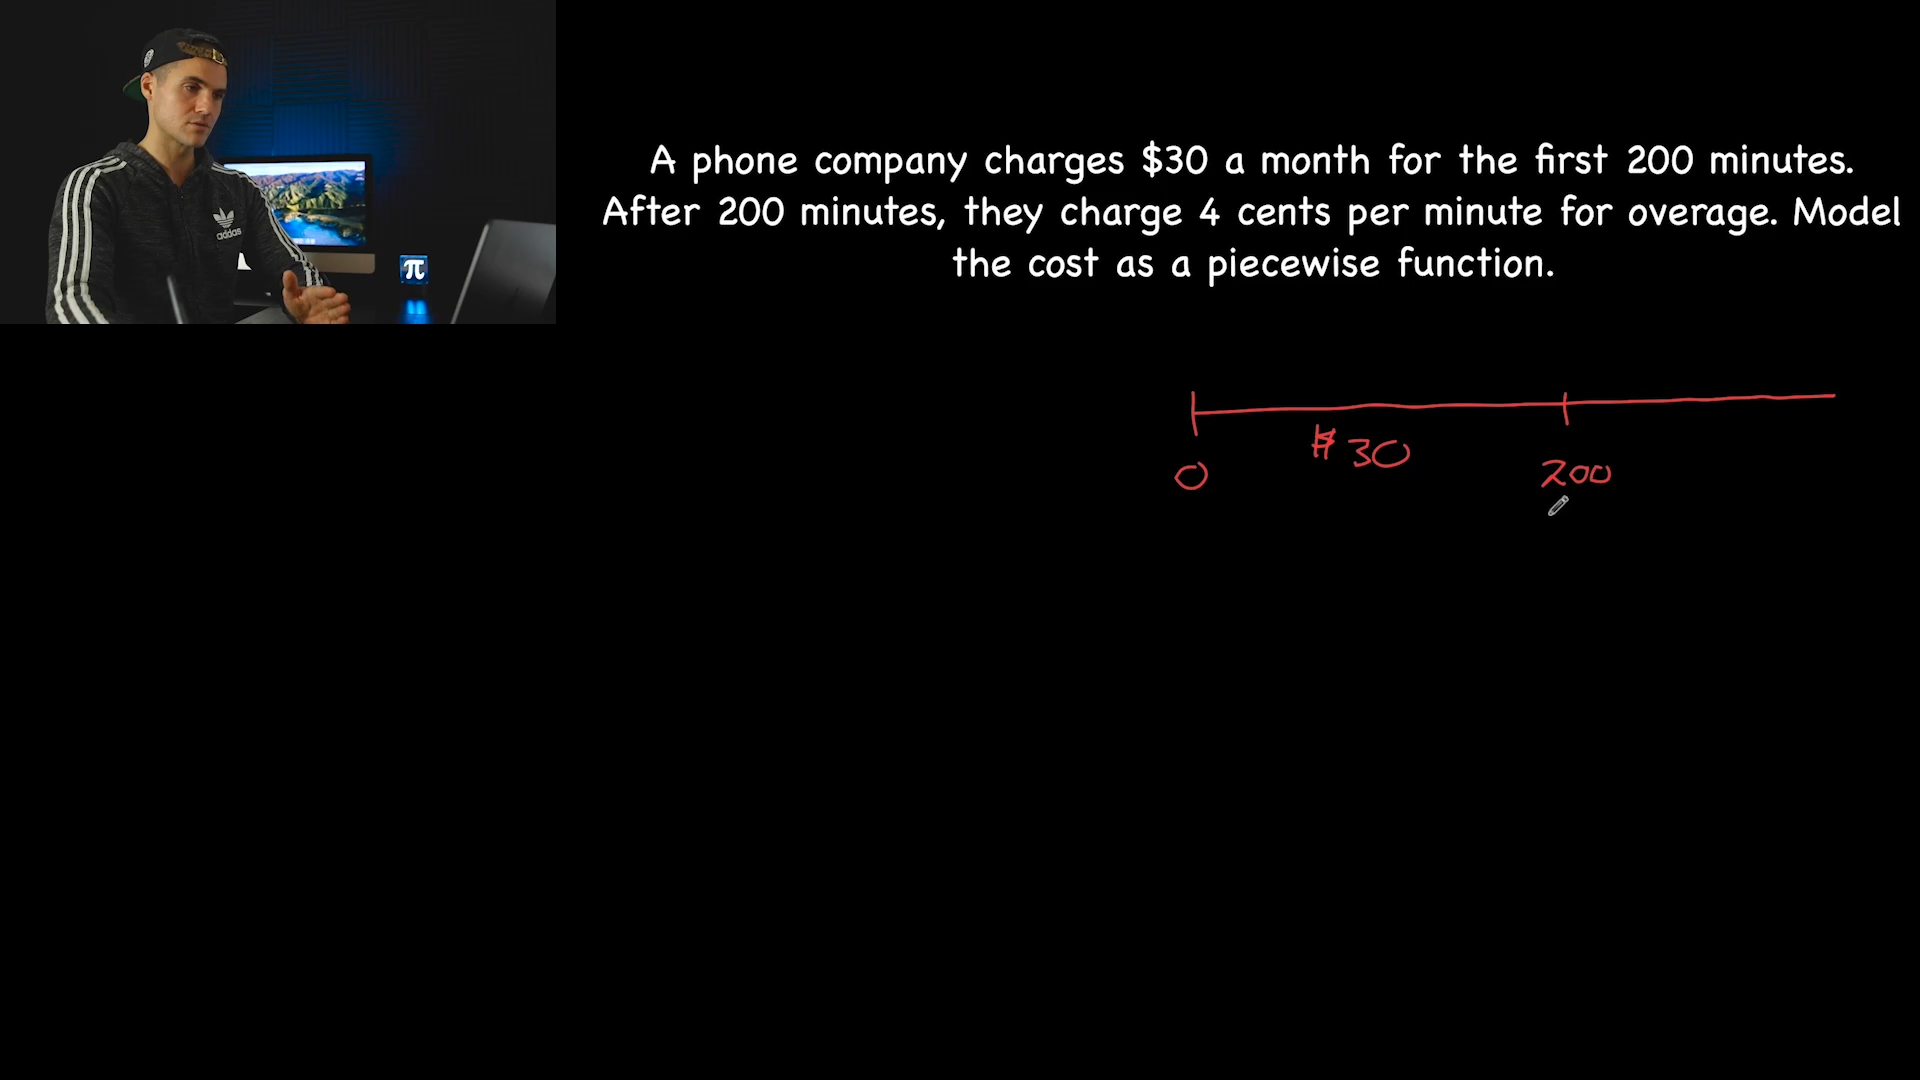 A phone company charges $30 a month for the first 200 minutes.
After 200 minutes, they charge 4 cents per minute for overage. Model
the cost as a piecewise function.
$30
0
200
adidas
π